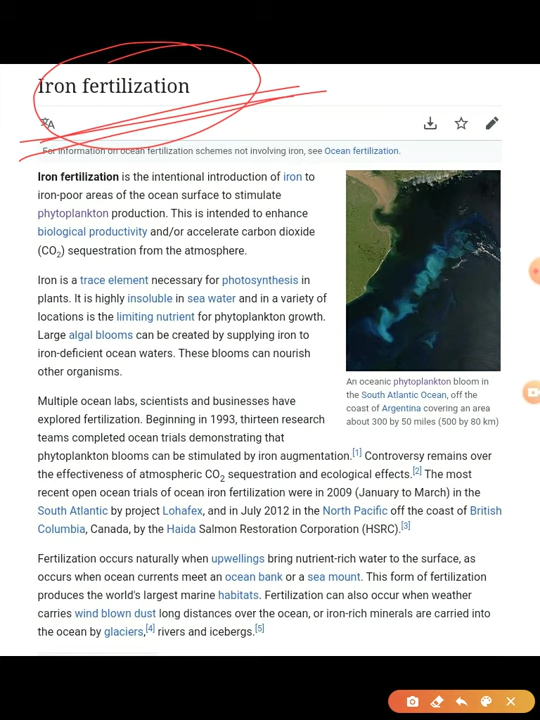 Iron fertilization
For information on ocean fertilization schemes not involving iron, see Ocean fertilization.
Iron fertilization is the intentional introduction of iron to
iron-poor areas of the ocean surface to stimulate
phytoplankton production. This is intended to enhance
biological productivity and/or accelerate carbon dioxide
(CO2) sequestration from the atmosphere.
Iron is a trace element necessary for photosynthesis in
plants. It is highly insoluble in sea water and in a variety of
locations is the limiting nutrient for phytoplankton growth.
Large algal blooms can be created by supplying iron to
iron-deficient ocean waters. These blooms can nourish
other organisms.
An oceanic phytoplankton bloom in
the South Atlantic Ocean, off the
coast of Argentina covering an area
about 300 by 50 miles (500 by 80 km)
Multiple ocean labs, scientists and businesses have
explored fertilization. Beginning in 1993, thirteen research
teams completed ocean trials demonstrating that
phytoplankton blooms can be stimulated by iron augmentation.[1] Controversy remains over
the effectiveness of atmospheric CO2 sequestration and ecological effects.[2] The most
recent open ocean trials of ocean iron fertilization were in 2009 (January to March) in the
South Atlantic by project Lohafex, and in July 2012 in the North Pacific off the coast of British
Columbia, Canada, by the Haida Salmon Restoration Corporation (HSRC).[3]
Fertilization occurs naturally when upwellings bring nutrient-rich water to the surface, as
occurs when ocean currents meet an ocean bank or a sea mount. This form of fertilization
produces the world's largest marine habitats. Fertilization can also occur when weather
carries wind blown dust long distances over the ocean, or iron-rich minerals are carried into
the ocean by glaciers,[4] rivers and icebergs.[5]